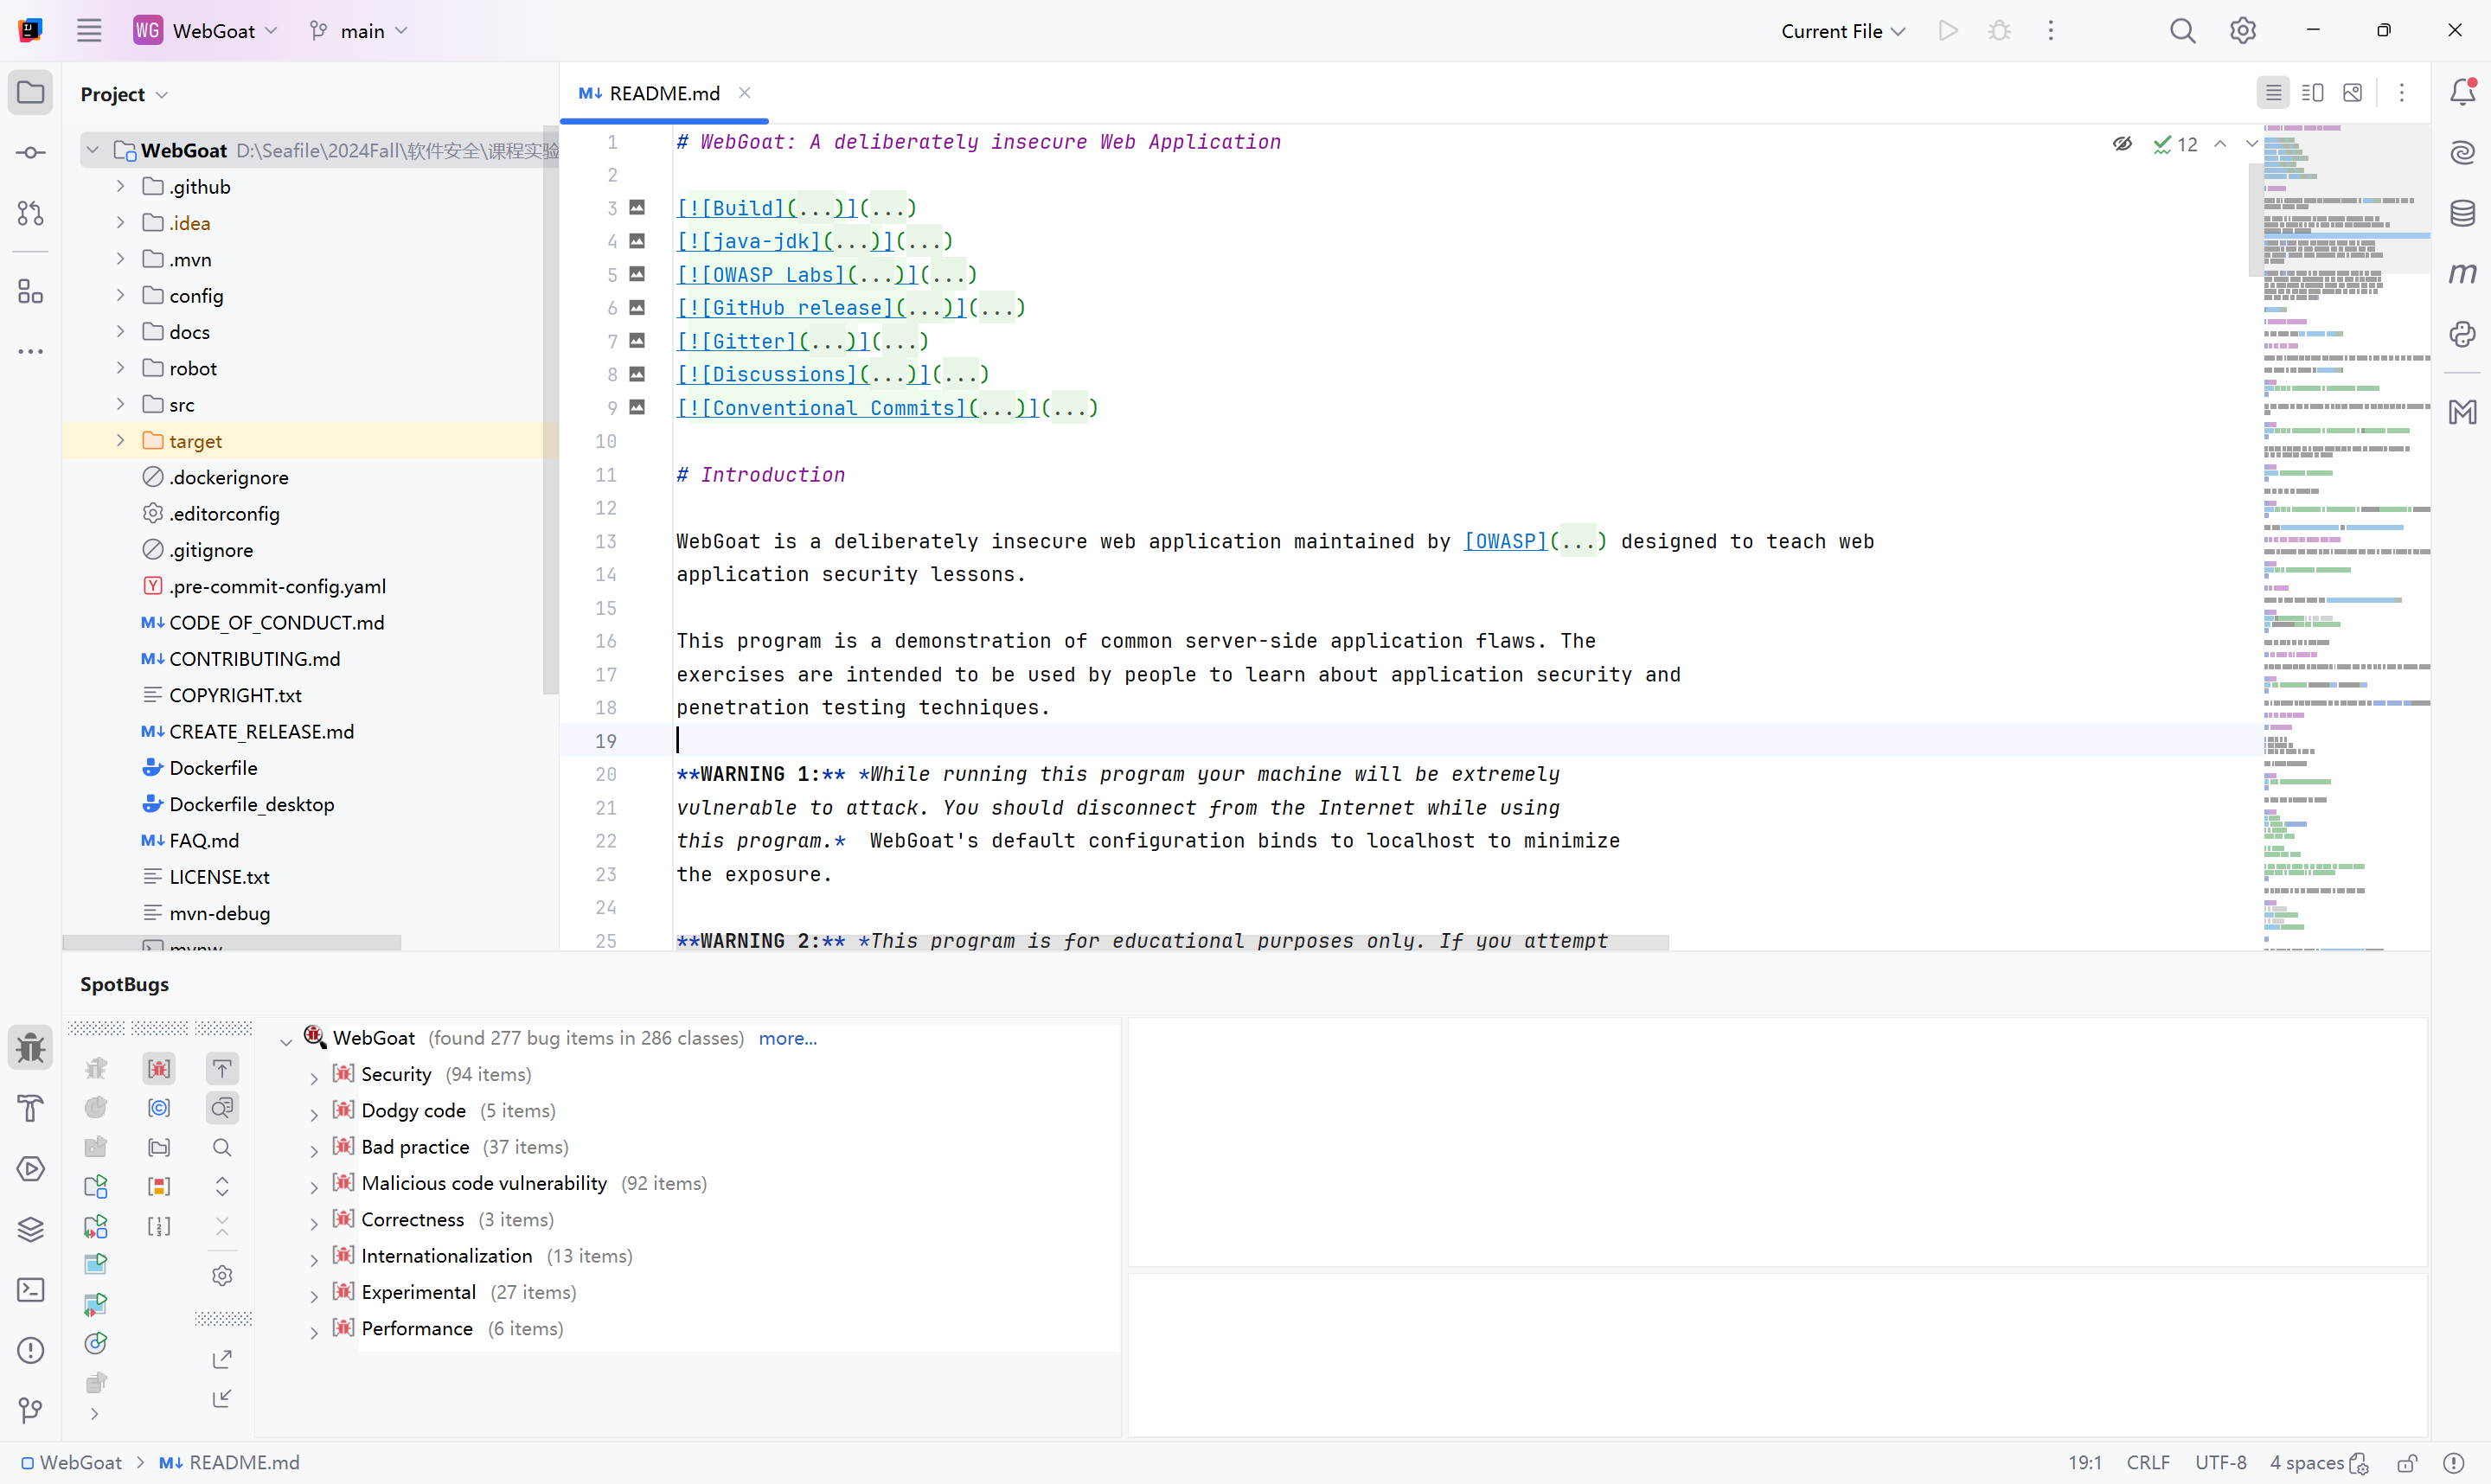 WG WebGoat main Current File
Project
README.md
WebGoat D:\Seafile\2024Fall\软件安全\课程实验
.github
.idea
.mvn
config
docs
robot
src
target
.dockerignore
.editorconfig
.gitignore
.pre-commit-config.yaml
CODE_OF_CONDUCT.md
CONTRIBUTING.md
COPYRIGHT.txt
CREATE_RELEASE.md
Dockerfile
Dockerfile_desktop
FAQ.md
LICENSE.txt
mvn-debug
mvnw
12
1 # WebGoat: A deliberately insecure Web Application
2
3 [![Build](...)](...)
4 [![java-jdk](...)](...)
5 [![OWASP Labs](...)](...)
6 [![GitHub release](...)](...)
7 [![Gitter](...)](...)
8 [![Discussions](...)](...)
9 [![Conventional Commits](...)](...)
10
11 # Introduction
12
13 WebGoat is a deliberately insecure web application maintained by [OWASP](...) designed to teach web
14 application security lessons.
15
16 This program is a demonstration of common server-side application flaws. The
17 exercises are intended to be used by people to learn about application security and
18 penetration testing techniques.
19
20 **WARNING 1:** *While running this program your machine will be extremely
21 vulnerable to attack. You should disconnect from the Internet while using
22 this program.*  WebGoat's default configuration binds to localhost to minimize
23 the exposure.
24
25 **WARNING 2:** *This program is for educational purposes only. If you attempt
SpotBugs
WebGoat (found 277 bug items in 286 classes) more...
Security (94 items)
Dodgy code (5 items)
Bad practice (37 items)
Malicious code vulnerability (92 items)
Correctness (3 items)
Internationalization (13 items)
Experimental (27 items)
Performance (6 items)
WebGoat > README.md 19:1 CRLF UTF-8 4 spaces